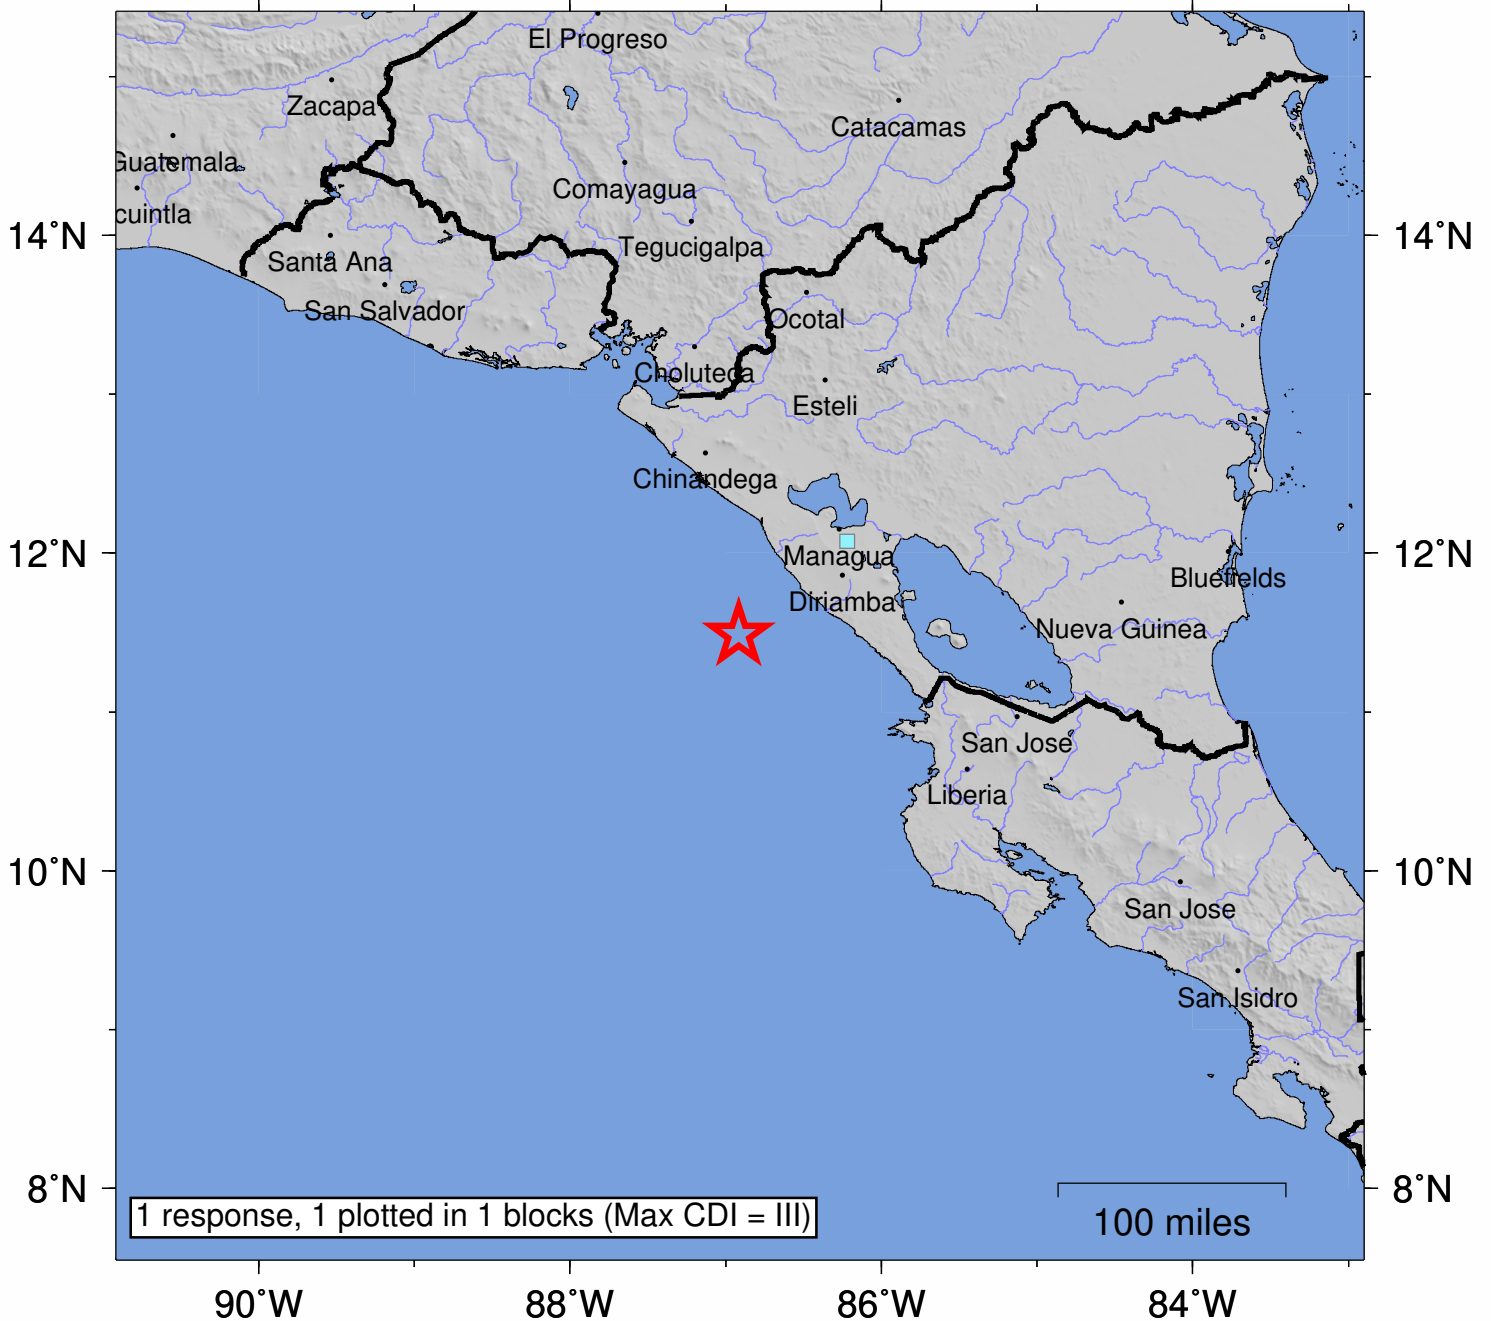 El Progreso
Zacapa
Catacamas
Guatemala
Comayagua
cuintla
14°N
Tegucigalpa
14°N
Santa Ana
San Salvador
Ocotal
Choluteca
Esteli
Chinandega
12°N
Managua
12°N
Bluefields
Diriamba
Nueva Guinea
San Jose
Liberia
10°N
10°N
San Jose
San Isidro
8°N
8°N
1 response, 1 plotted in 1 blocks (Max CDI = III)
100 miles
90°W
88°W
86°W
84°W